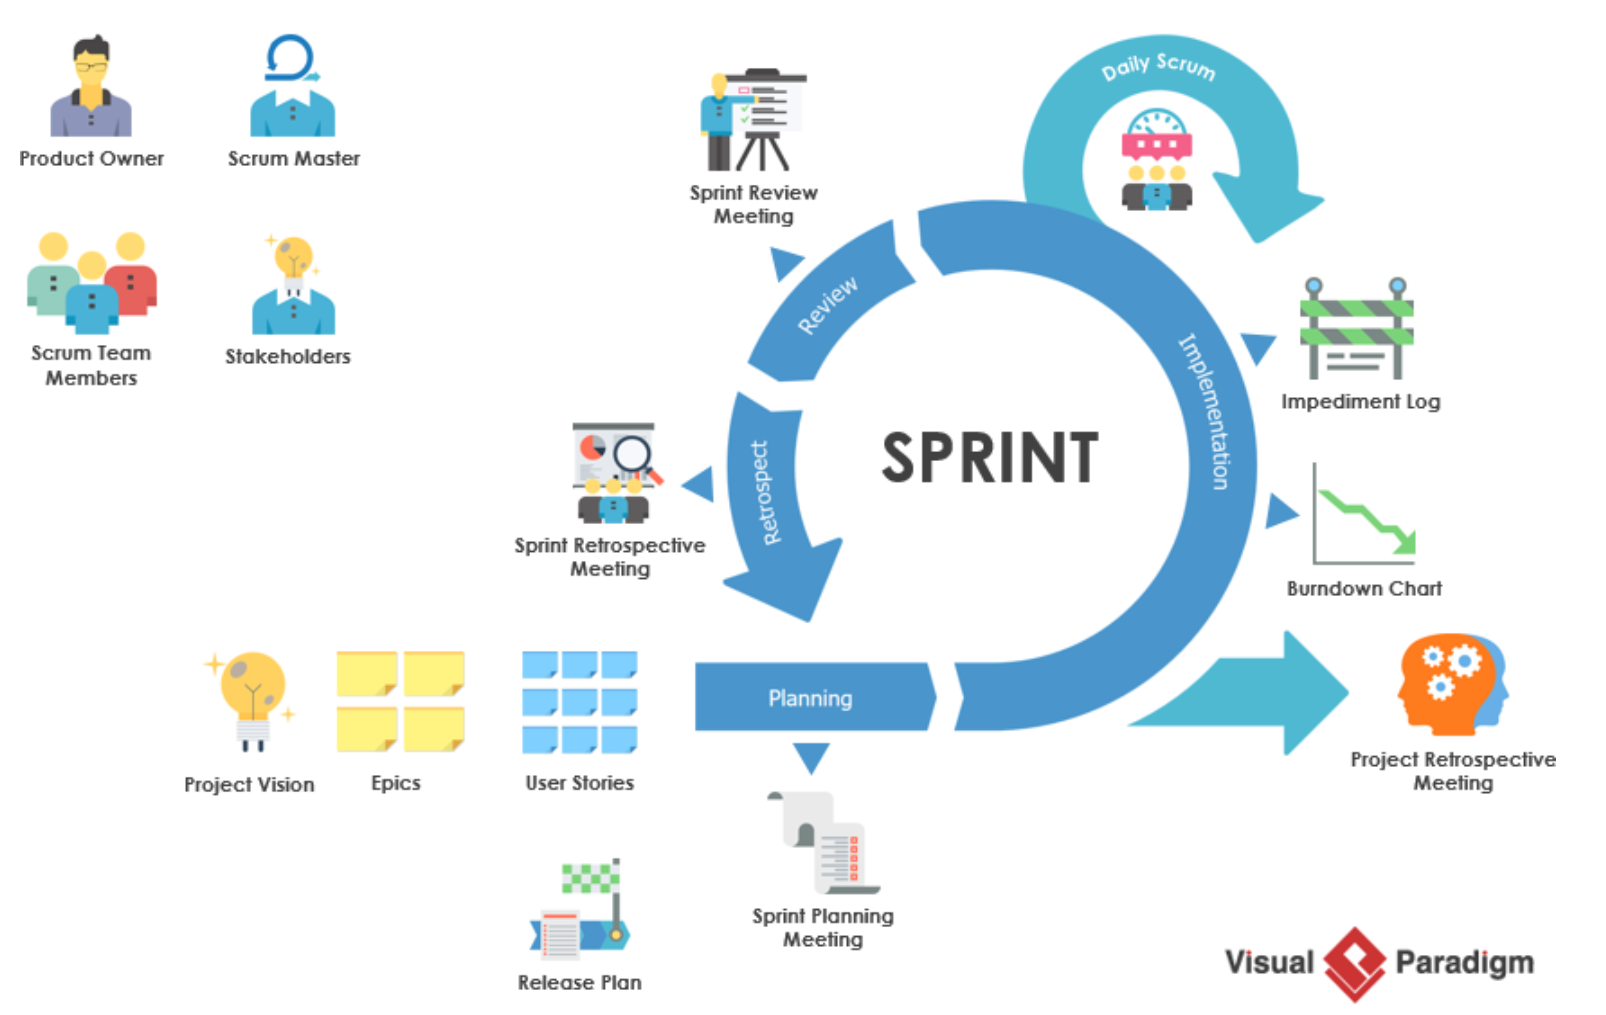 Product Owner
Scrum Master
Scrum Team
Members
Stakeholders
Daily Scrum
Sprint Review
Meeting
Review
Implementation
Impediment Log
SPRINT
Retrospect
Sprint Retrospective
Meeting
Burndown Chart
Planning
Project Vision
Epics
User Stories
Project Retrospective
Meeting
Sprint Planning
Meeting
Release Plan
Visual Paradigm